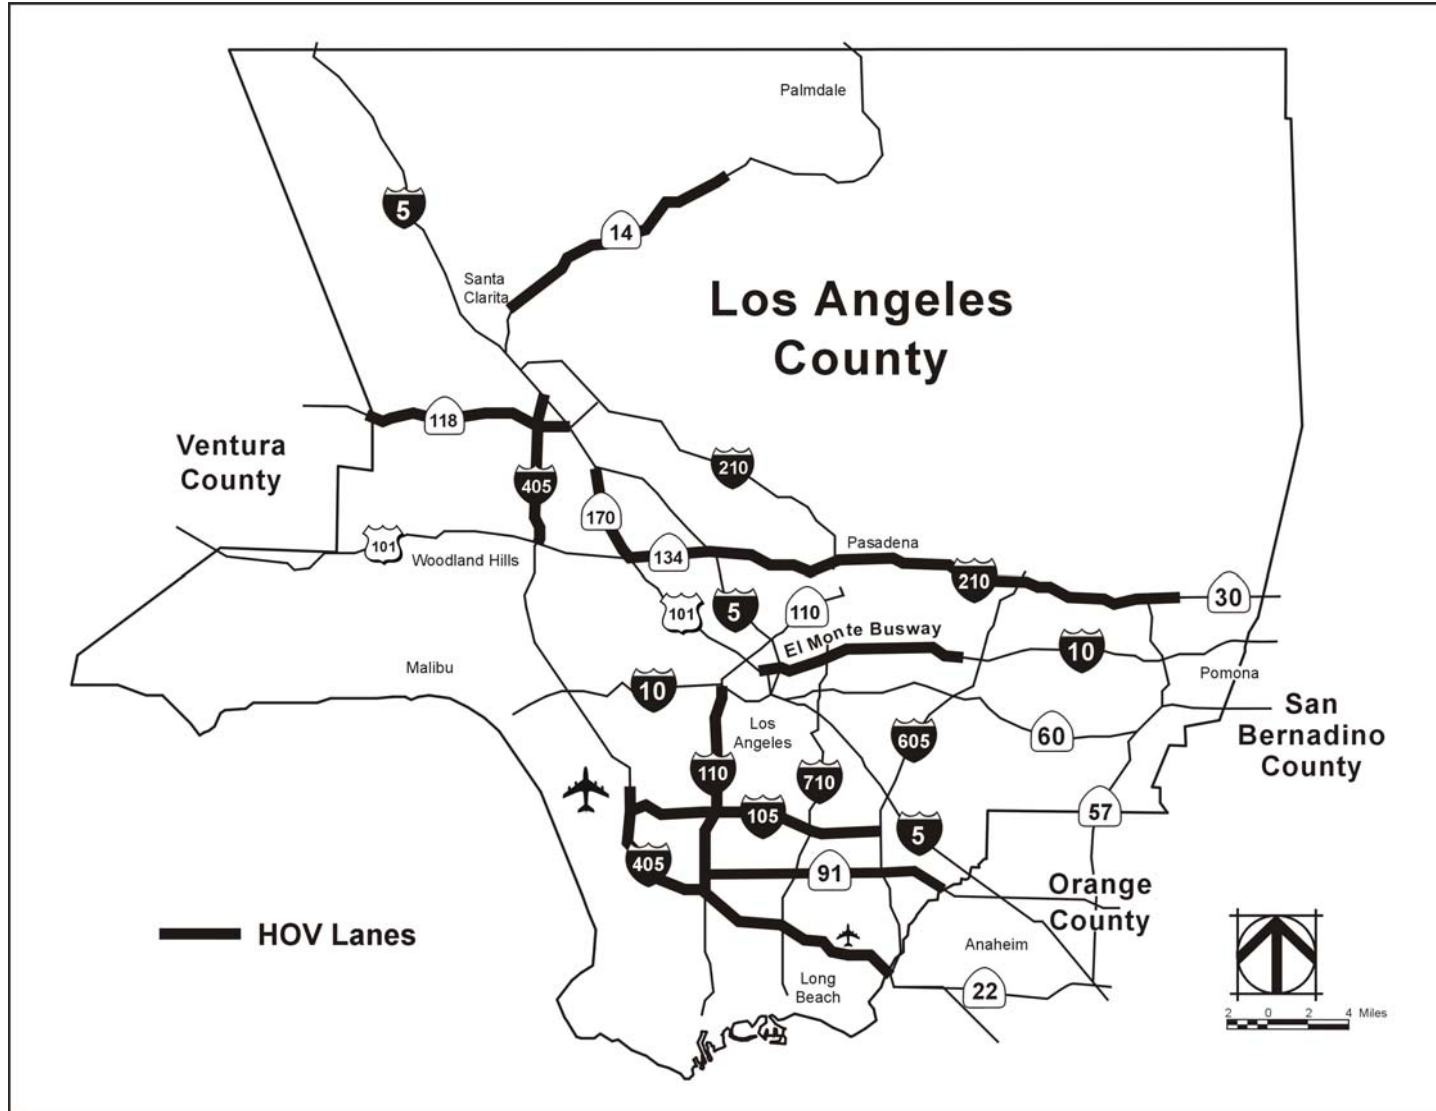 Palmdale
5
14
Santa
Clarita
Los Angeles
County
118
Ventura
County
210
405
170
101
Woodland Hills
134
Pasadena
210
30
101
5
110
El Monte Busway
10
Malibu
10
Pomona
Los
Angeles
605
60
San
Bernadino
County
110
710
105
5
57
405
91
Orange
County
HOV Lanes
Anaheim
Long
Beach
22
2 0 2 4 Miles